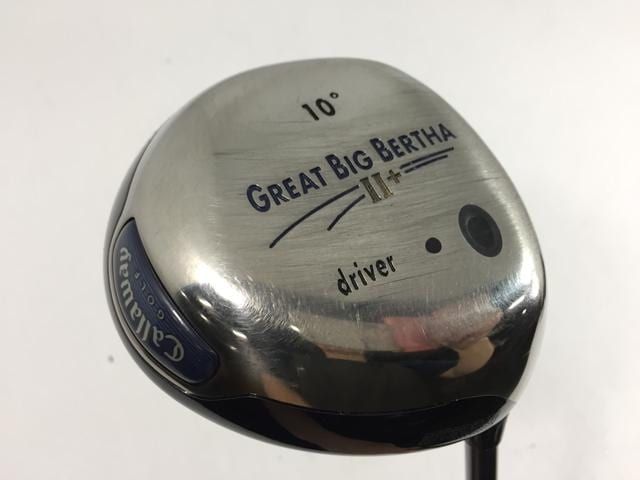 10°
GREAT BIG BERTHA
II+
driver
Callaway
GOLF